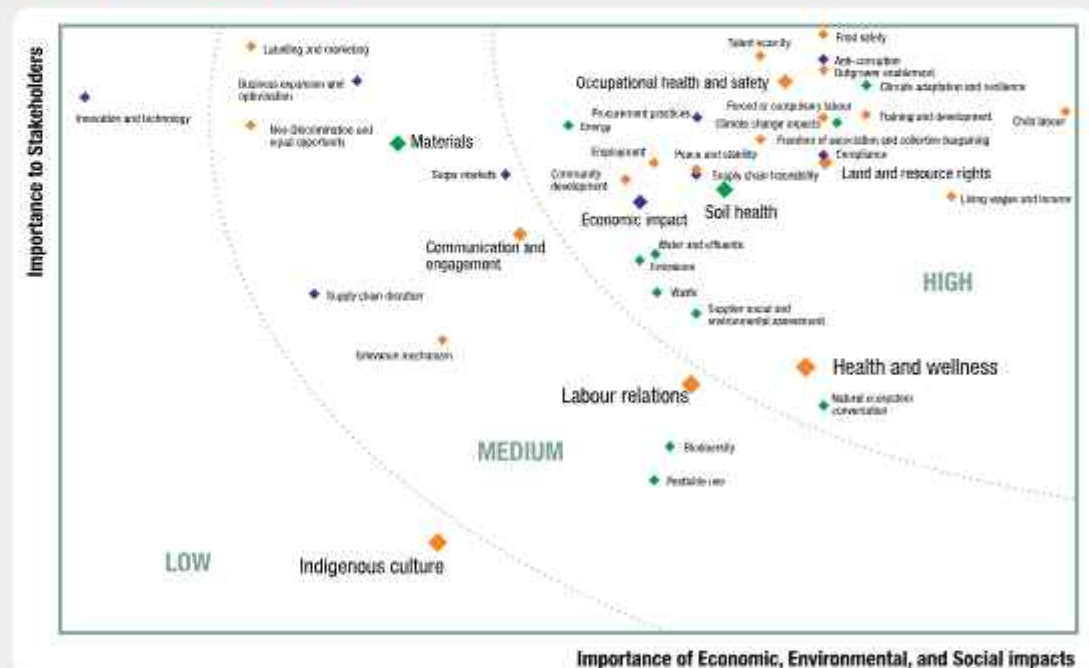 Importance to Stakeholders
Labelling and marketing
Business expansion and
optimisation
Innovation and technology
Non-Discrimination and
equal opportunity
Materials
Sugar markets
Communication and
engagement
Supply chain
Grievance mechanism
Talent
Food safety
Anti-corruption
Outgrower enablement
Occupational health and safety
Climate adaptation and resilience
Procurement practices
Forced or compulsory labour
Training and development
Child labour
Energy
Climate change impacts
Freedom of association and collective bargaining
Employment
Peace and stability
Compliance
Community
development
Supply chain traceability
Land and resource rights
Living wages and income
Economic impact
Soil health
Water and effluents
Emissions
Waste
Supplier social and
environmental assessment
HIGH
Health and wellness
Labour relations
Natural ecosystem
MEDIUM
Biodiversity
Pesticide use
LOW
Indigenous culture
Importance of Economic, Environmental, and Social impacts